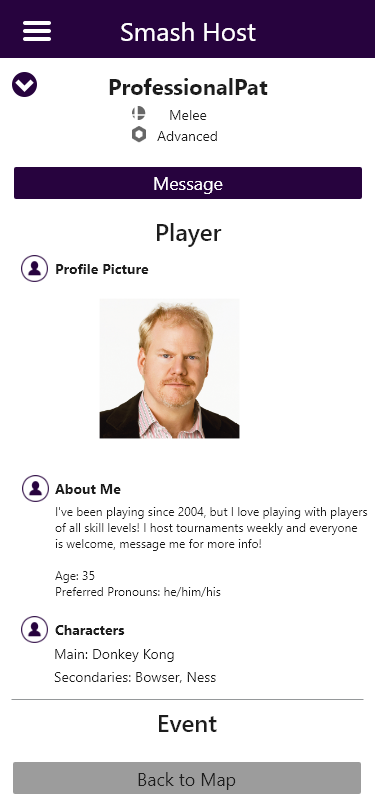 Smash Host
ProfessionalPat
Melee
Advanced
Message
Player
Profile Picture
About Me
I've been playing since 2004, but I love playing with players
of all skill levels! I host tournaments weekly and everyone
is welcome, message me for more info!
Age: 35
Preferred Pronouns: he/him/his
Characters
Main: Donkey Kong
Secondaries: Bowser, Ness
Event
Back to Map